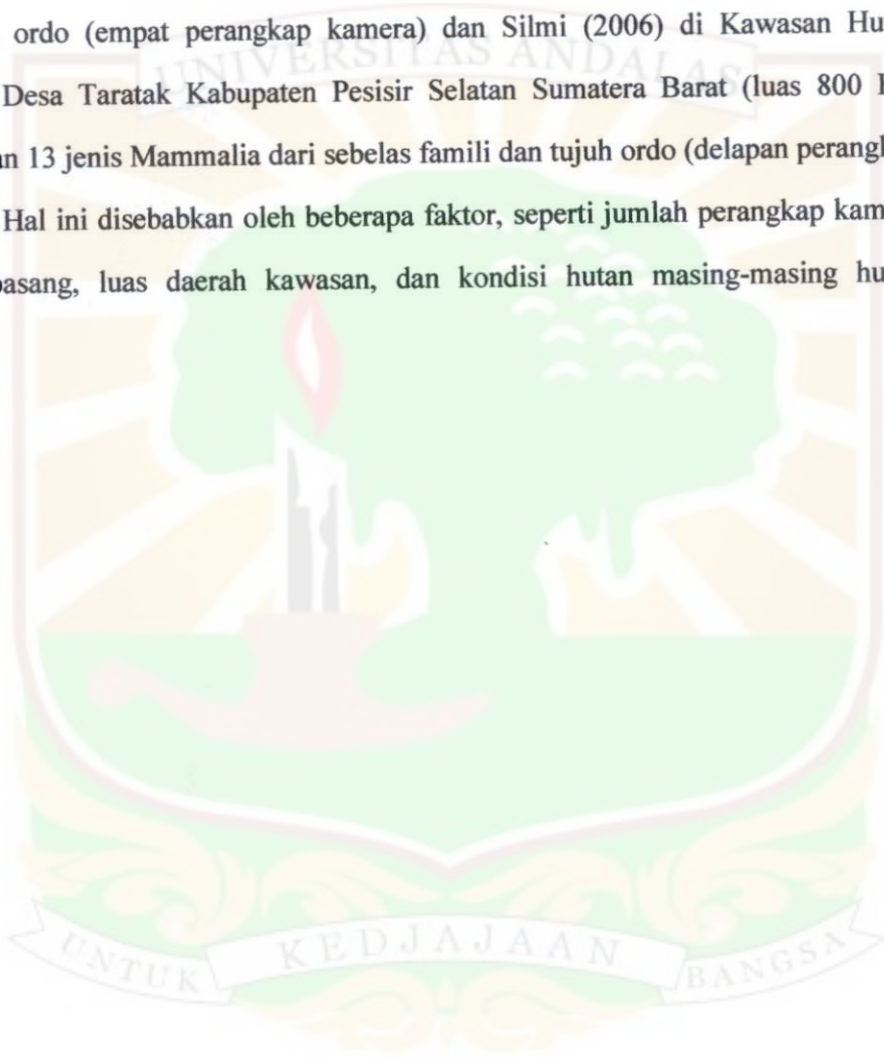 ordo (empat perangkap kamera) dan Silmi (2006) di Kawasan Hu
UNIVERSITAS ANDALAS
Desa Taratak Kabupaten Pesisir Selatan Sumatera Barat (luas 800
an 13 jenis Mammalia dari sebelas famili dan tujuh ordo (delapan perangk
Hal ini disebabkan oleh beberapa faktor, seperti jumlah perangkap kam
pasang, luas daerah kawasan, dan kondisi hutan masing-masing hu
UNTUK KEDJAJAAN BANGSA